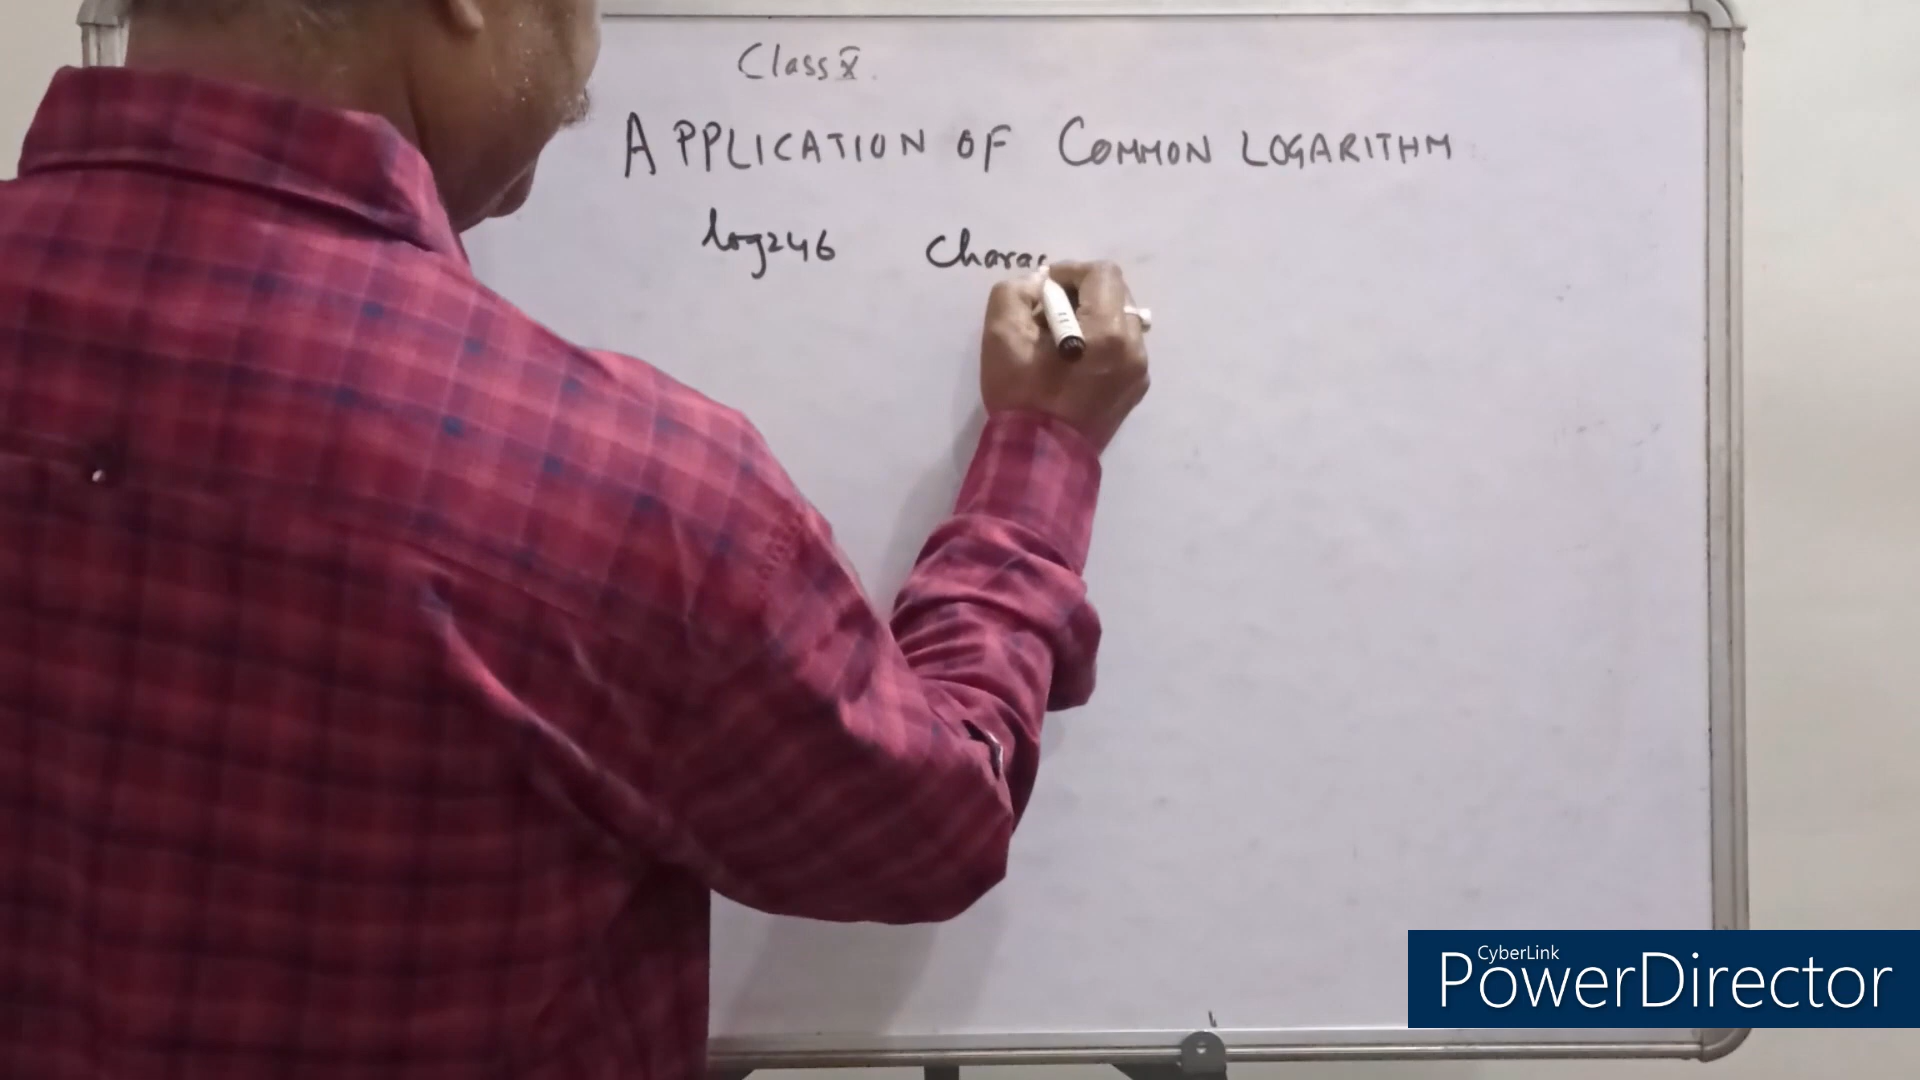 Class X.
APPLICATION OF COMMON LOGARITHM
log246 Charac
CyberLink
PowerDirector